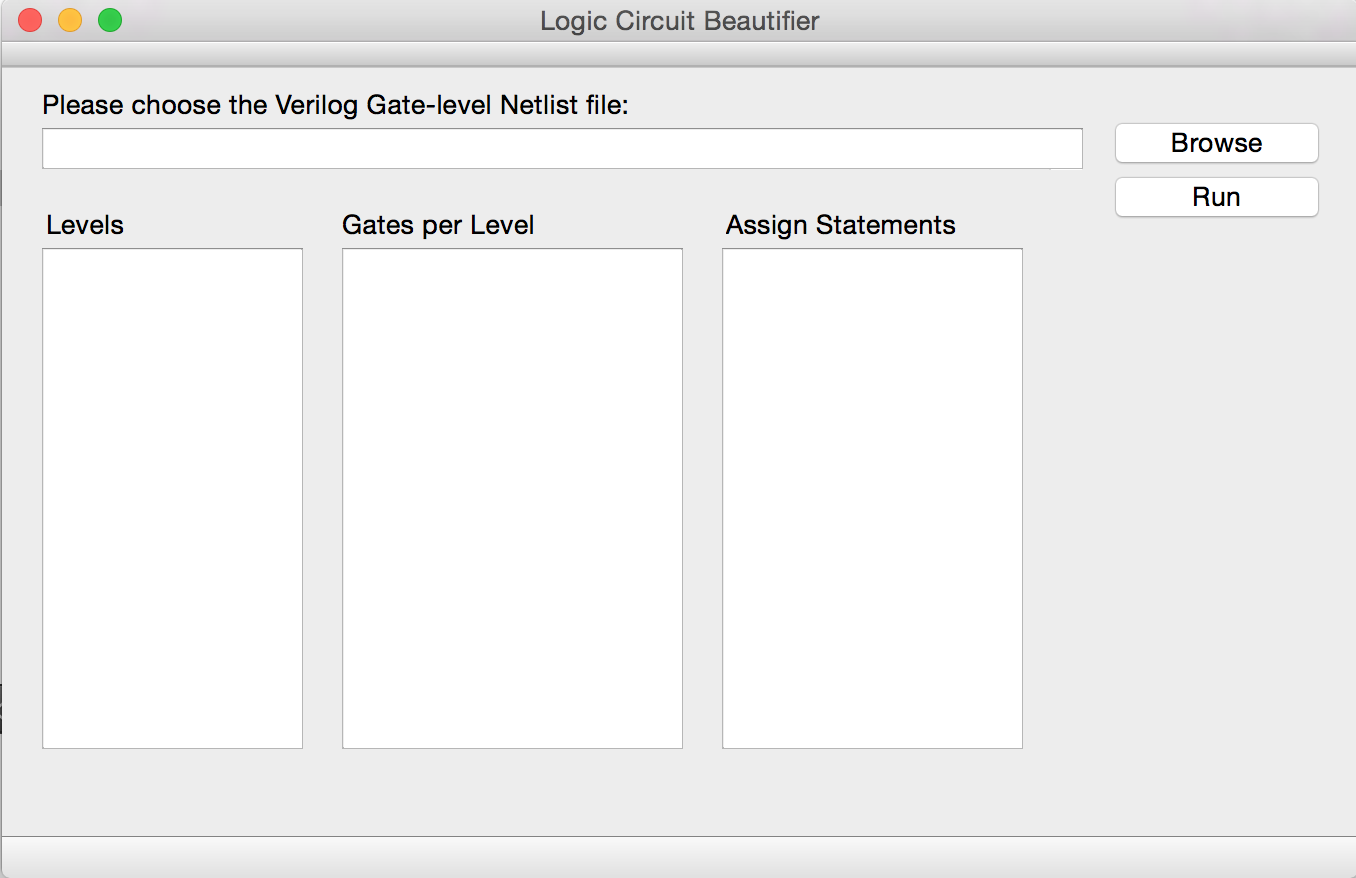 Logic Circuit Beautifier
Please choose the Verilog Gate-level Netlist file:
Browse
Run
Levels
Gates per Level
Assign Statements